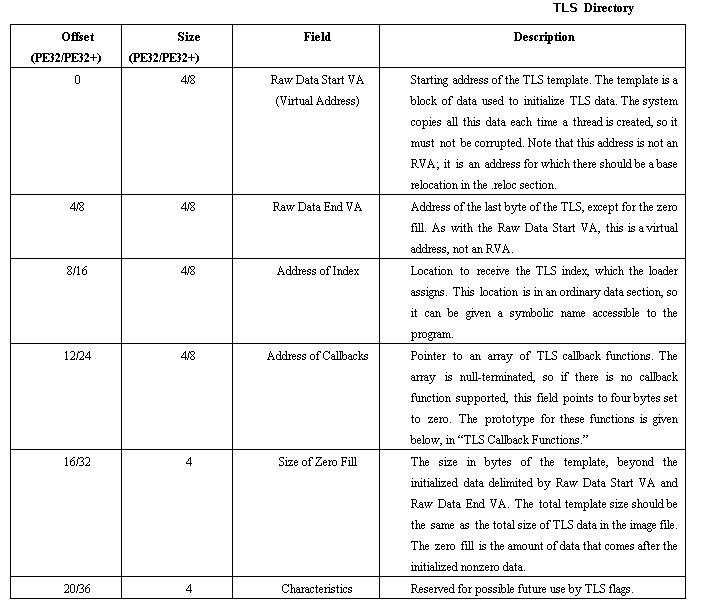 TLS Directory
Offset Size Field Description
(PE32/PE32+) (PE32/PE32+)
0 4/8 Raw Data Start VA Starting address of the TLS template. The template is a
(Virtual Address) block of data used to initialize TLS data. The system
copies all this data each time a thread is created, so it
must not be corrupted. Note that this address is not an
RVA; it is an address for which there should be a base
relocation in the .reloc section.
4/8 4/8 Raw Data End VA Address of the last byte of the TLS, except for the zero
fill. As with the Raw Data Start VA, this is a virtual
address, not an RVA.
8/16 4/8 Address of Index Location to receive the TLS index, which the loader
assigns. This location is in an ordinary data section, so
it can be given a symbolic name accessible to the
program.
12/24 4/8 Address of Callbacks Pointer to an array of TLS callback functions. The
array is null-terminated, so if there is no callback
function supported, this field points to four bytes set
to zero. The prototype for these functions is given
below, in “TLS Callback Functions.”
16/32 4 Size of Zero Fill The size in bytes of the template, beyond the
initialized data delimited by Raw Data Start VA and
Raw Data End VA. The total template size should be
the same as the total size of TLS data in the image file.
The zero fill is the amount of data that comes after the
initialized nonzero data.
20/36 4 Characteristics Reserved for possible future use by TLS flags.